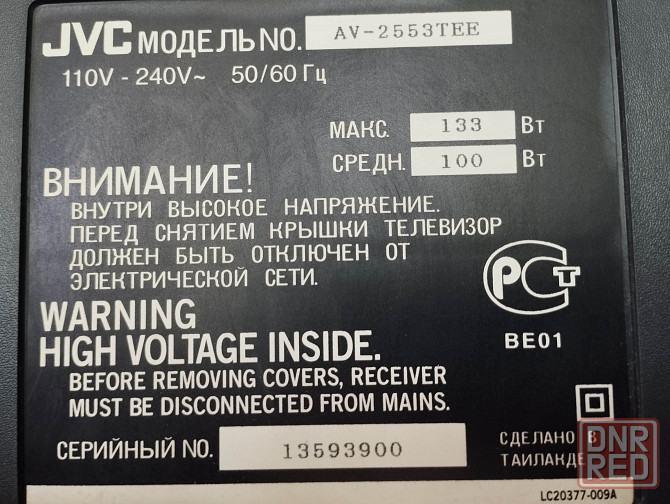 JVC МОДЕЛЬ NO. AV-2553TEE
110V - 240V~ 50/60 Гц
МАКС. 133 Вт
СРЕДН. 100 Вт
ВНИМАНИЕ!
ВНУТРИ ВЫСОКОЕ НАПРЯЖЕНИЕ.
ПЕРЕД СНЯТИЕМ КРЫШКИ ТЕЛЕВИЗОР
ДОЛЖЕН БЫТЬ ОТКЛЮЧЕН ОТ
ЭЛЕКТРИЧЕСКОЙ СЕТИ.
РСТ
BE01
WARNING
HIGH VOLTAGE INSIDE.
BEFORE REMOVING COVERS, RECEIVER
MUST BE DISCONNECTED FROM MAINS.
СЕРИЙНЫЙ NO. 13593900
СДЕЛАНО В
ТАИЛАНДЕ
DNR
RED
LC20377-009A